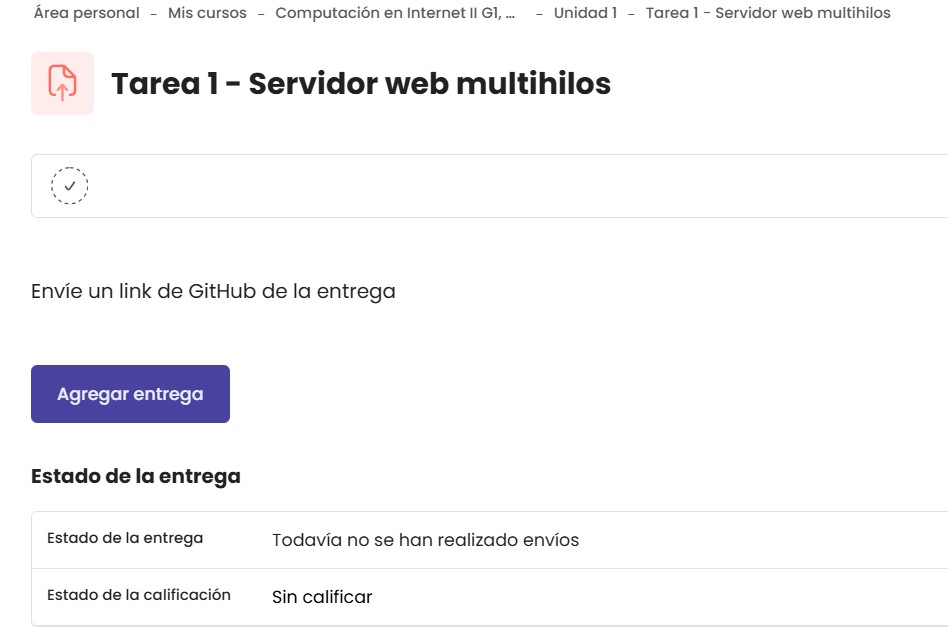 Área personal – Mis cursos – Computación en Internet II G1, ... – Unidad 1 – Tarea 1 - Servidor web multihilos
Tarea 1 - Servidor web multihilos
Envíe un link de GitHub de la entrega
Agregar entrega
Estado de la entrega
Estado de la entrega Todavía no se han realizado envíos
Estado de la calificación Sin calificar